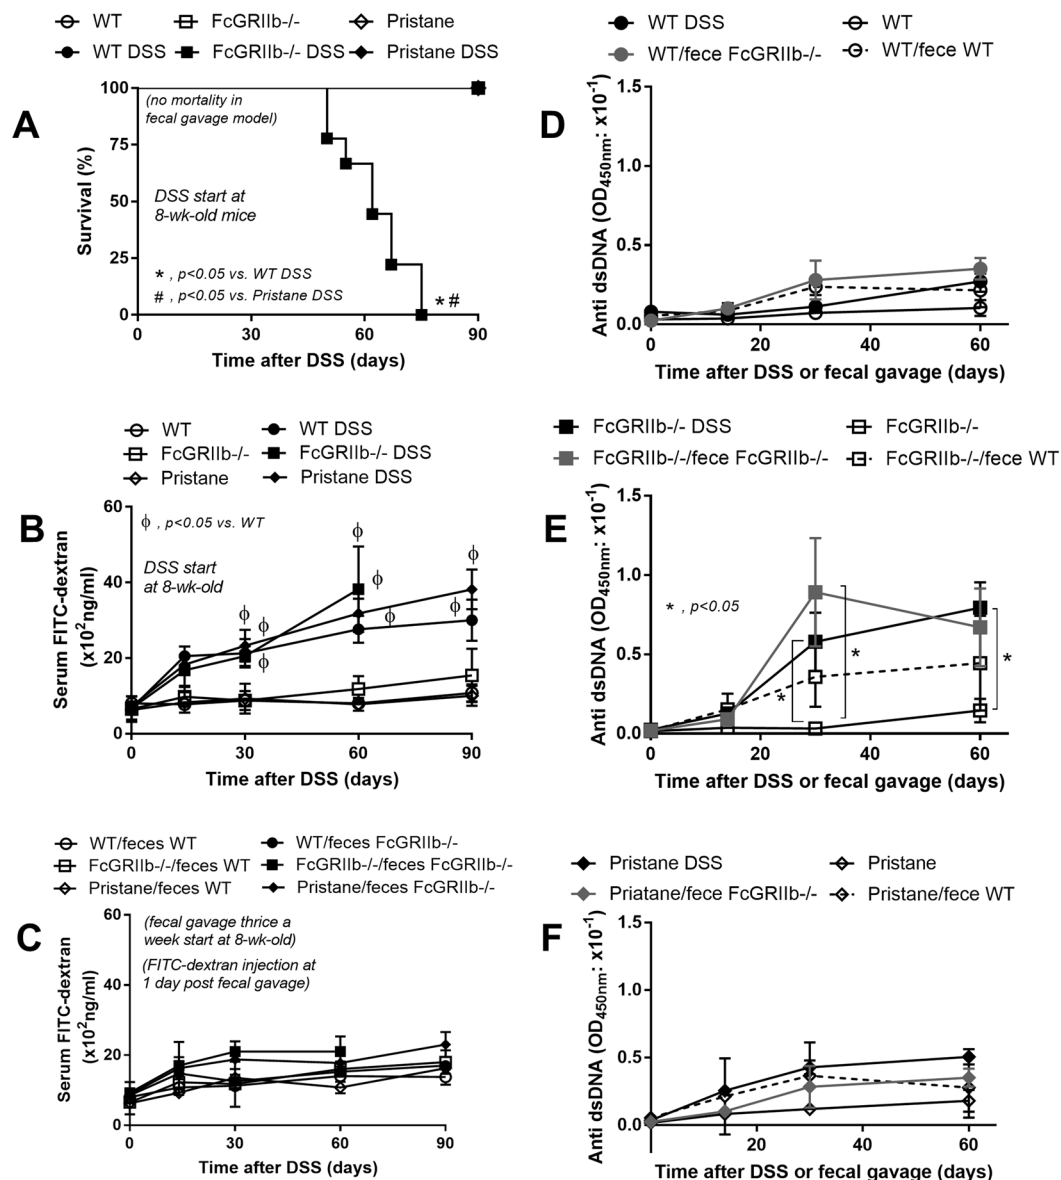 WT FcGRIIb-/- Pristane
WT DSS FcGRIIb-/- DSS Pristane DSS
A
Survival (%)
100
75
50
25
0
(no mortality in
fecal gavage model)
DSS start at
8-wk-old mice
* , p<0.05 vs. WT DSS
# , p<0.05 vs. Pristane DSS
* #
0 30 60 90
Time after DSS (days)
WT WT DSS
FcGRIIb-/- FcGRIIb-/- DSS
Pristane Pristane DSS
B
Serum FITC-dextran
(x10²ng/ml)
60
40
20
0
ϕ , p<0.05 vs. WT
DSS start
at 8-wk-old
ϕ ϕ ϕ ϕ ϕ ϕ ϕ ϕ
0 30 60 90
Time after DSS (days)
WT/feces WT WT/feces FcGRIIb-/-
FcGRIIb-/-/feces WT FcGRIIb-/-/feces FcGRIIb-/-
Pristane/feces WT Pristane/feces FcGRIIb-/-
C
Serum FITC-dextran
(x10²ng/ml)
60
40
20
0
(fecal gavage thrice a
week start at 8-wk-old)
(FITC-dextran injection at
1 day post fecal gavage)
0 30 60 90
Time after DSS (days)
WT DSS WT
WT/fece FcGRIIb-/- WT/fece WT
D
Anti dsDNA (OD450nm: x10-1)
1.5
1.0
0.5
0.0
0 20 40 60
Time after DSS or fecal gavage (days)
FcGRIIb-/- DSS FcGRIIb-/-
FcGRIIb-/-/fece FcGRIIb-/- FcGRIIb-/-/fece WT
E
Anti dsDNA (OD450nm: x10-1)
1.5
1.0
0.5
0.0
* , p<0.05
* * *
0 20 40 60
Time after DSS or fecal gavage (days)
Pristane DSS Pristane
Priatane/fece FcGRIIb-/- Pristane/fece WT
F
Anti dsDNA (OD450nm: x10-1)
1.5
1.0
0.5
0.0
0 20 40 60
Time after DSS or fecal gavage (days)